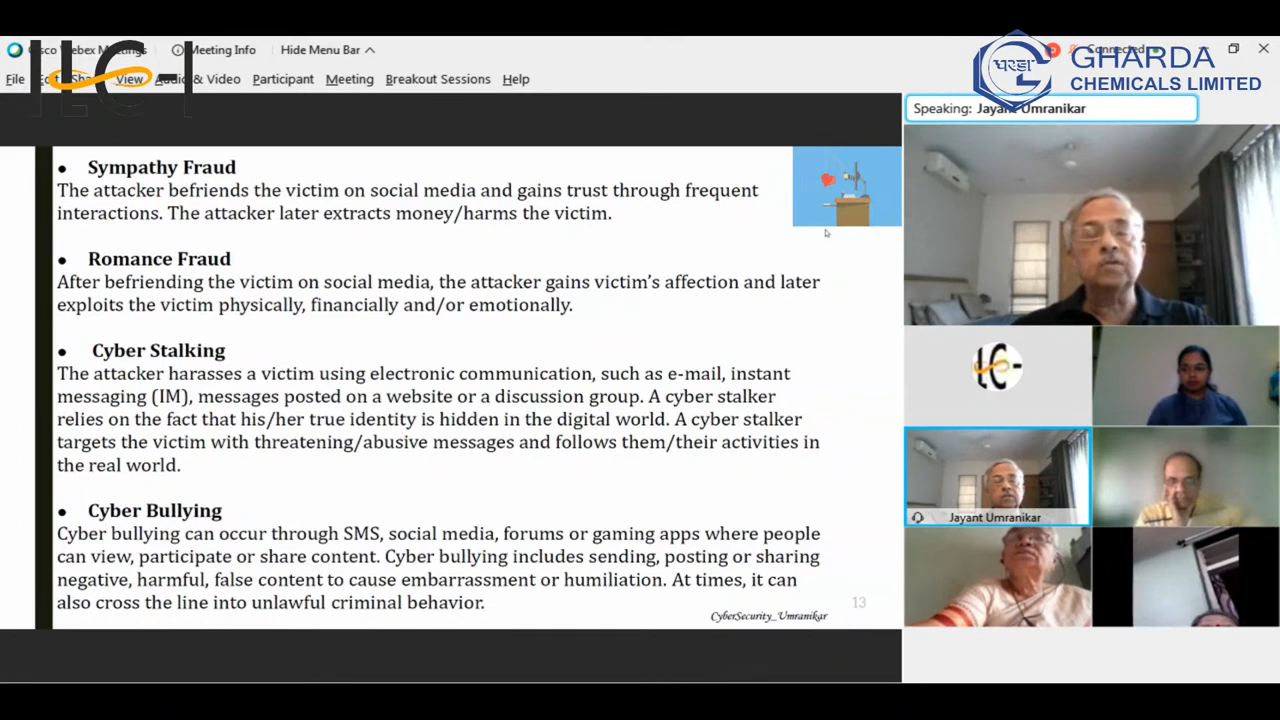 Cisco Webex Meetings
Meeting Info
Hide Menu Bar
Connected
File Edit Share View Audio & Video Participant Meeting Breakout Sessions Help
ILC-I
घरडा
GHARDA
CHEMICALS LIMITED
Speaking: Jayant Umranikar
• Sympathy Fraud
The attacker befriends the victim on social media and gains trust through frequent
interactions. The attacker later extracts money/harms the victim.
• Romance Fraud
After befriending the victim on social media, the attacker gains victim's affection and later
exploits the victim physically, financially and/or emotionally.
• Cyber Stalking
The attacker harasses a victim using electronic communication, such as e-mail, instant
messaging (IM), messages posted on a website or a discussion group. A cyber stalker
relies on the fact that his/her true identity is hidden in the digital world. A cyber stalker
targets the victim with threatening/abusive messages and follows them/their activities in
the real world.
• Cyber Bullying
Cyber bullying can occur through SMS, social media, forums or gaming apps where people
can view, participate or share content. Cyber bullying includes sending, posting or sharing
negative, harmful, false content to cause embarrassment or humiliation. At times, it can
also cross the line into unlawful criminal behavior.
13
CyberSecurity_Umranikar
Jayant Umranikar